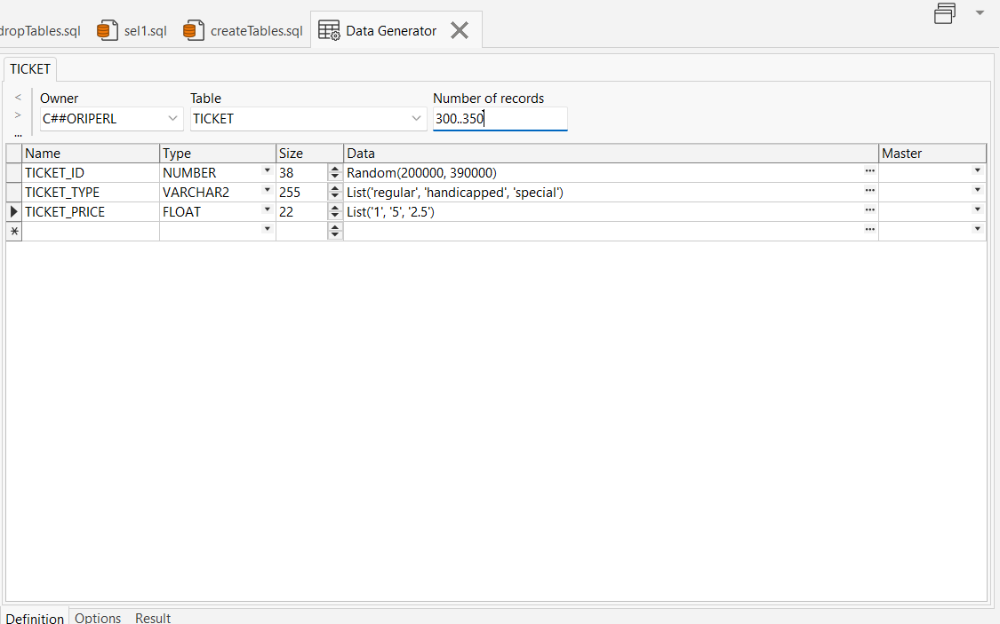 dropTables.sql sel1.sql createTables.sql Data Generator
TICKET
< Owner Table Number of records
> C##ORIPERL TICKET 300..350
...
Name Type Size Data Master
TICKET_ID NUMBER 38 Random(200000, 390000) ...
TICKET_TYPE VARCHAR2 255 List('regular', 'handicapped', 'special') ...
TICKET_PRICE FLOAT 22 List('1', '5', '2.5') ...
* ...
Definition Options Result